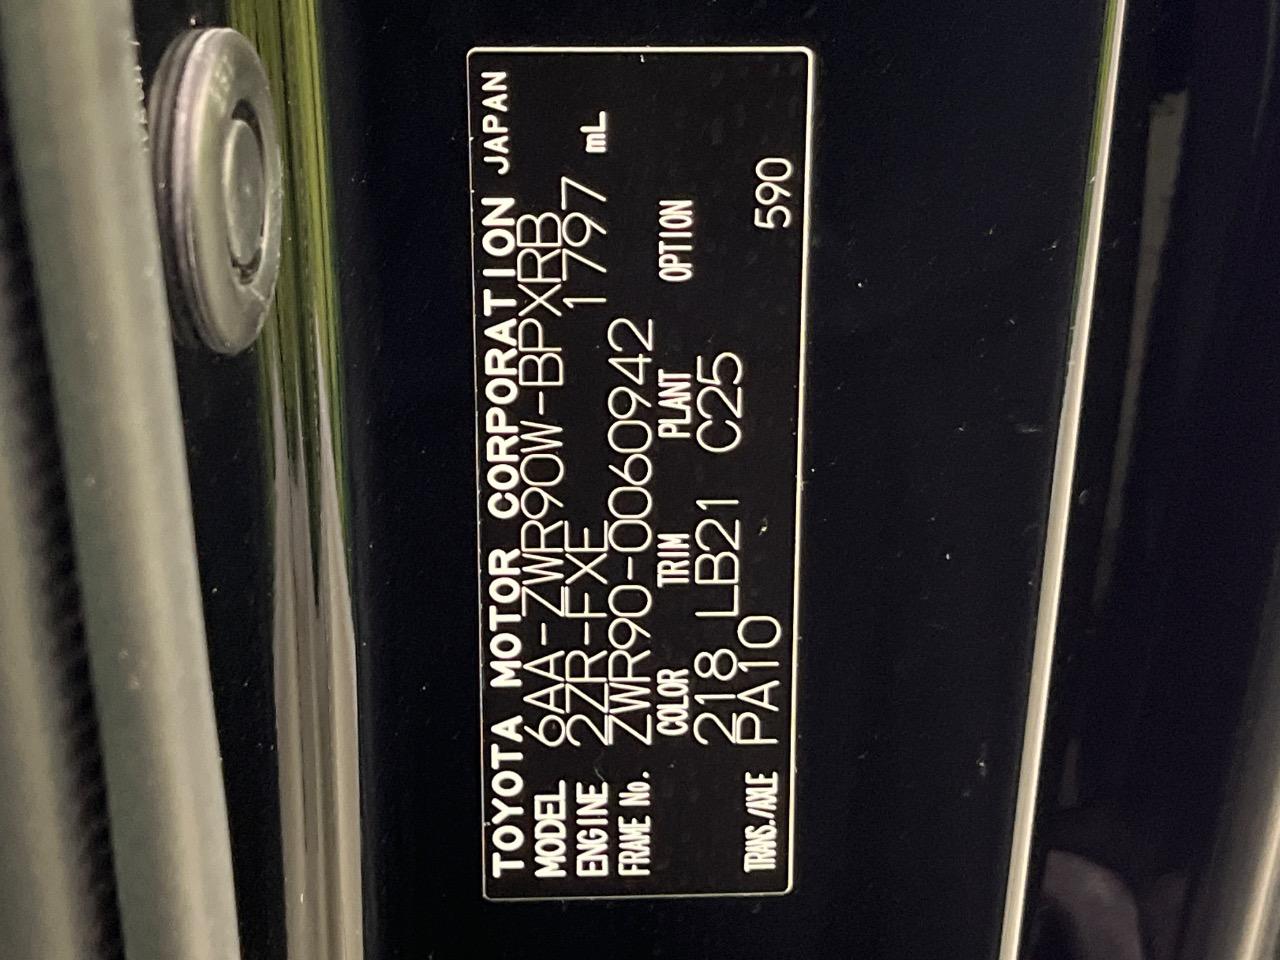 TOYOTA MOTOR CORPORATION JAPAN
MODEL 6AA-ZWR90W-BPXRB
ENGINE 2ZR-FXE 1797 mL
FRAME No. ZWR90-0060942
COLOR TRIM PLANT OPTION
218 LB21 C25
TRANS./AXLE PA10 590